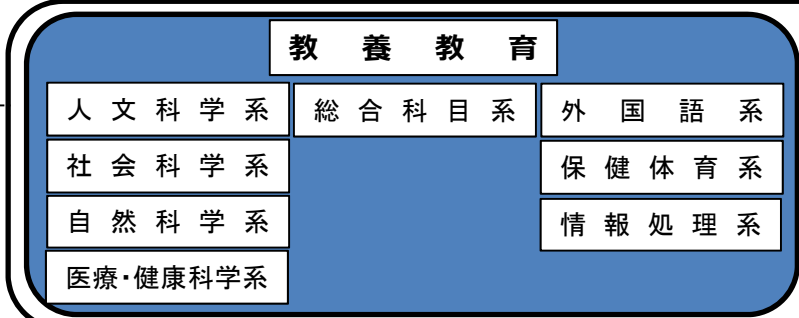 教養教育
人文科学系
総合科目系
外国語系
社会科学系
保健体育系
自然科学系
情報処理系
医療・健康科学系